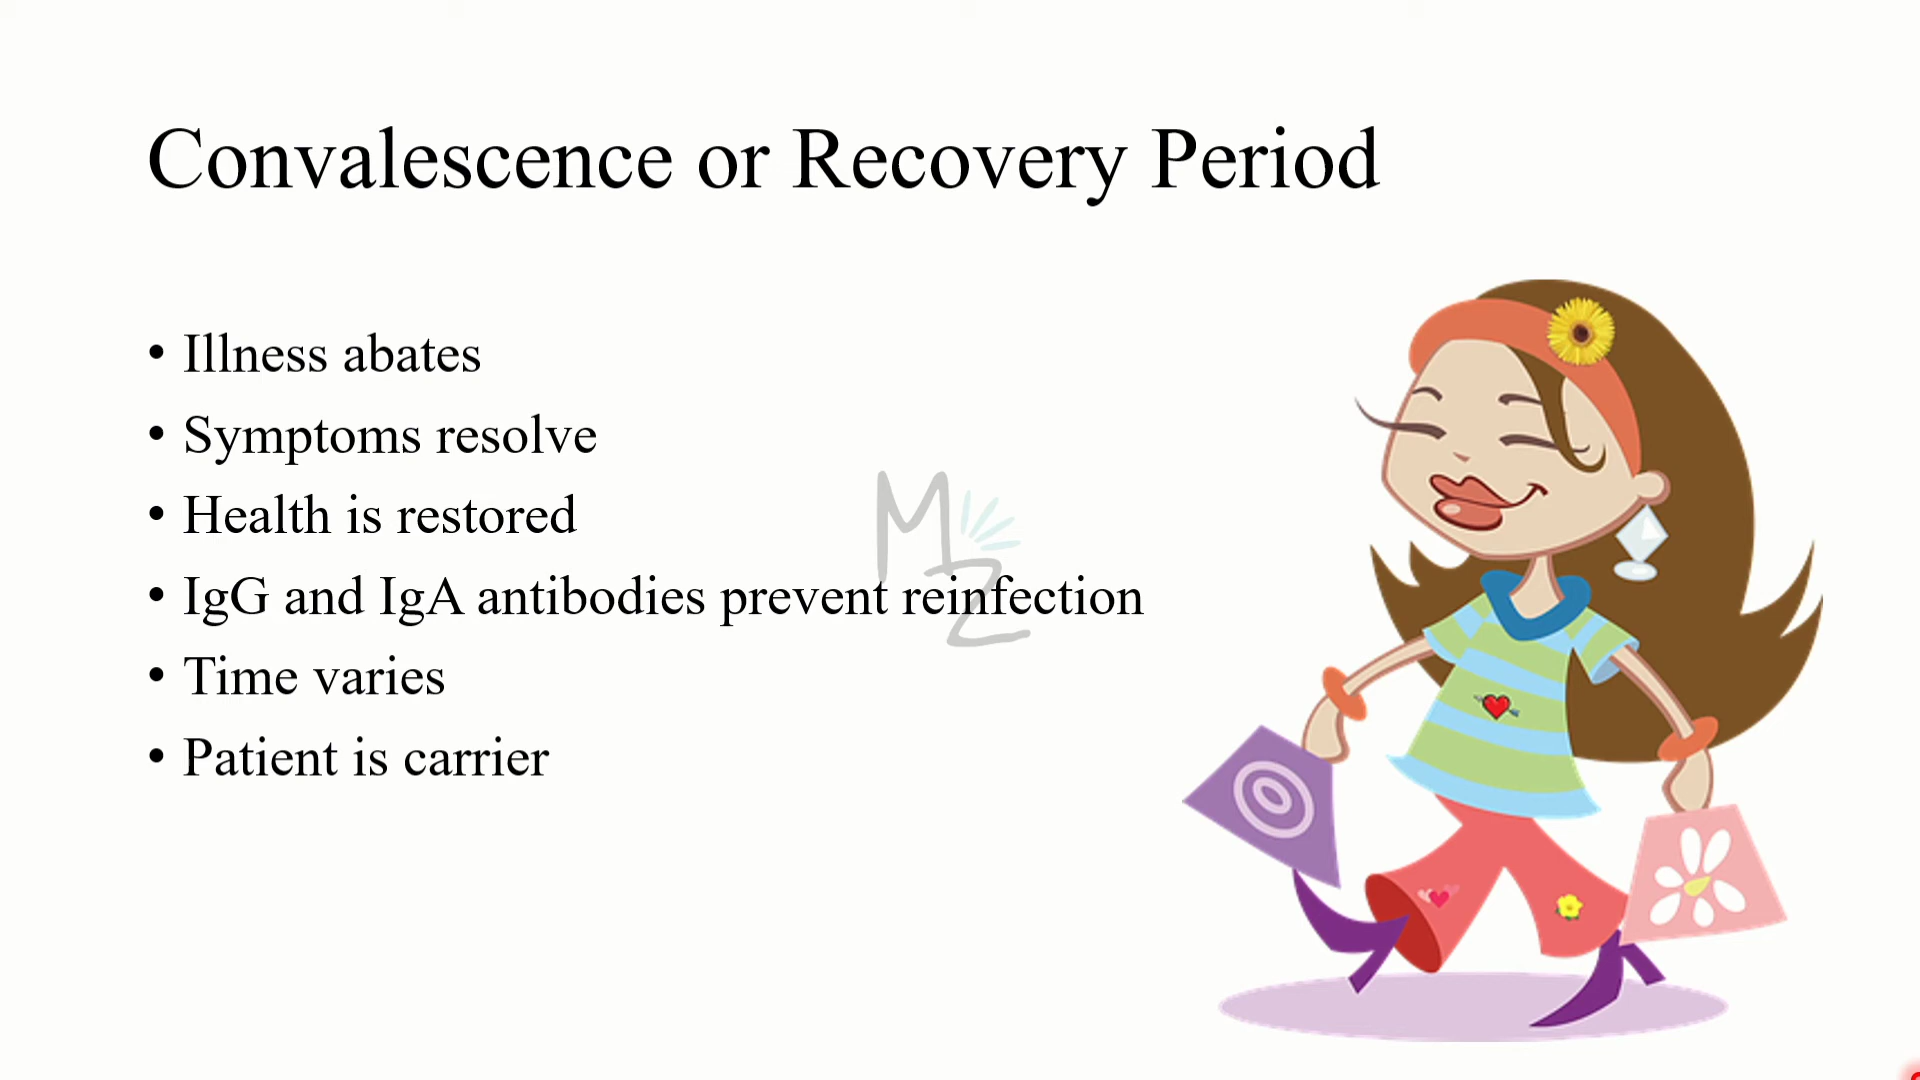 Convalescence or Recovery Period
• Illness abates
• Symptoms resolve
• Health is restored
• IgG and IgA antibodies prevent reinfection
• Time varies
• Patient is carrier
MZ